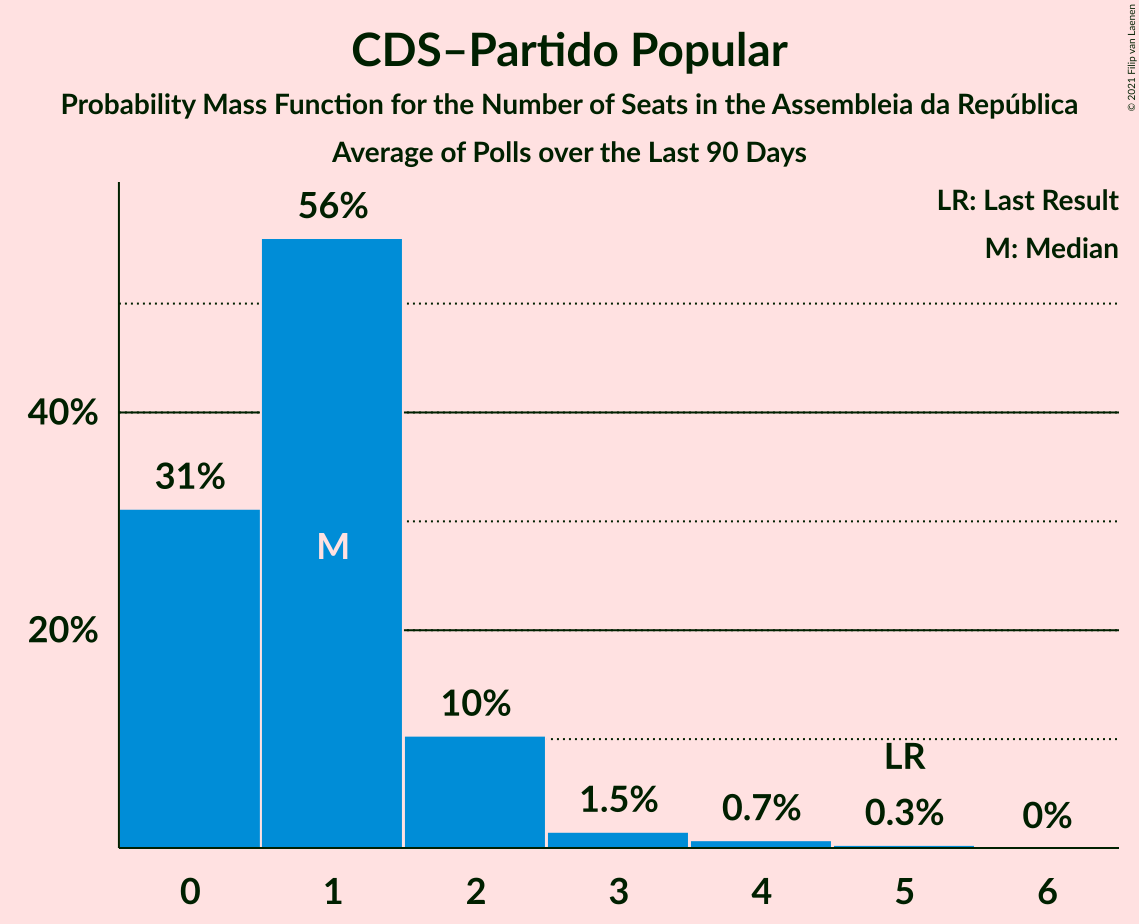 CDS–Partido Popular
Probability Mass Function for the Number of Seats in the Assembleia da República
Average of Polls over the Last 90 Days
© 2021 Filip van Laenen
LR: Last Result
M: Median
56%
40%
31%
M
20%
10%
LR
1.5%
0.7%
0.3%
0%
0 1 2 3 4 5 6